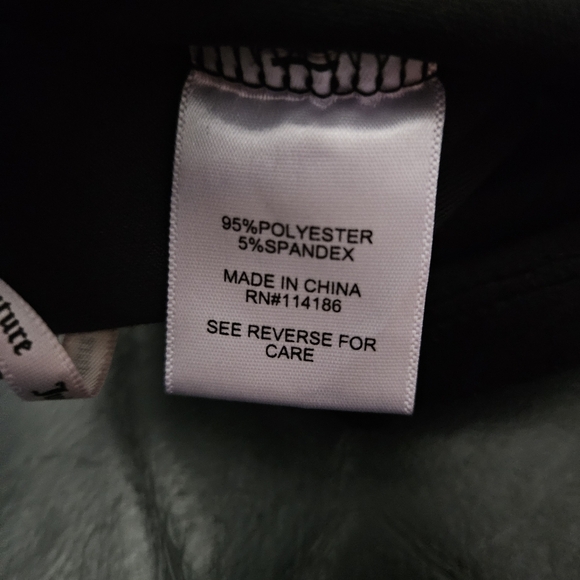 95%POLYESTER
5%SPANDEX
MADE IN CHINA
RN#114186
SEE REVERSE FOR
CARE